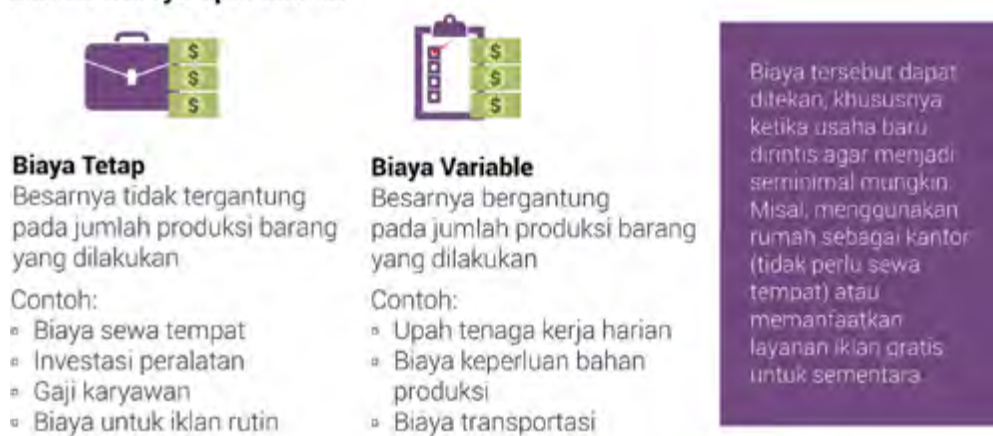 Biaya Tetap
Besarnya tidak tergantung
pada jumlah produksi barang
yang dilakukan
Contoh:
▫ Biaya sewa tempat
▫ Investasi peralatan
▫ Gaji karyawan
▫ Biaya untuk iklan rutin
Biaya Variable
Besarnya bergantung
pada jumlah produksi barang
yang dilakukan
Contoh:
▫ Upah tenaga kerja harian
▫ Biaya keperluan bahan
produksi
▫ Biaya transportasi
Biaya tersebut dapat
ditekan, khususnya
ketika usaha baru
dirintis agar menjadi
seminimal mungkin.
Misal, menggunakan
rumah sebagai kantor
(tidak perlu sewa
tempat) atau
memanfaatkan
layanan iklan gratis
untuk sementara.